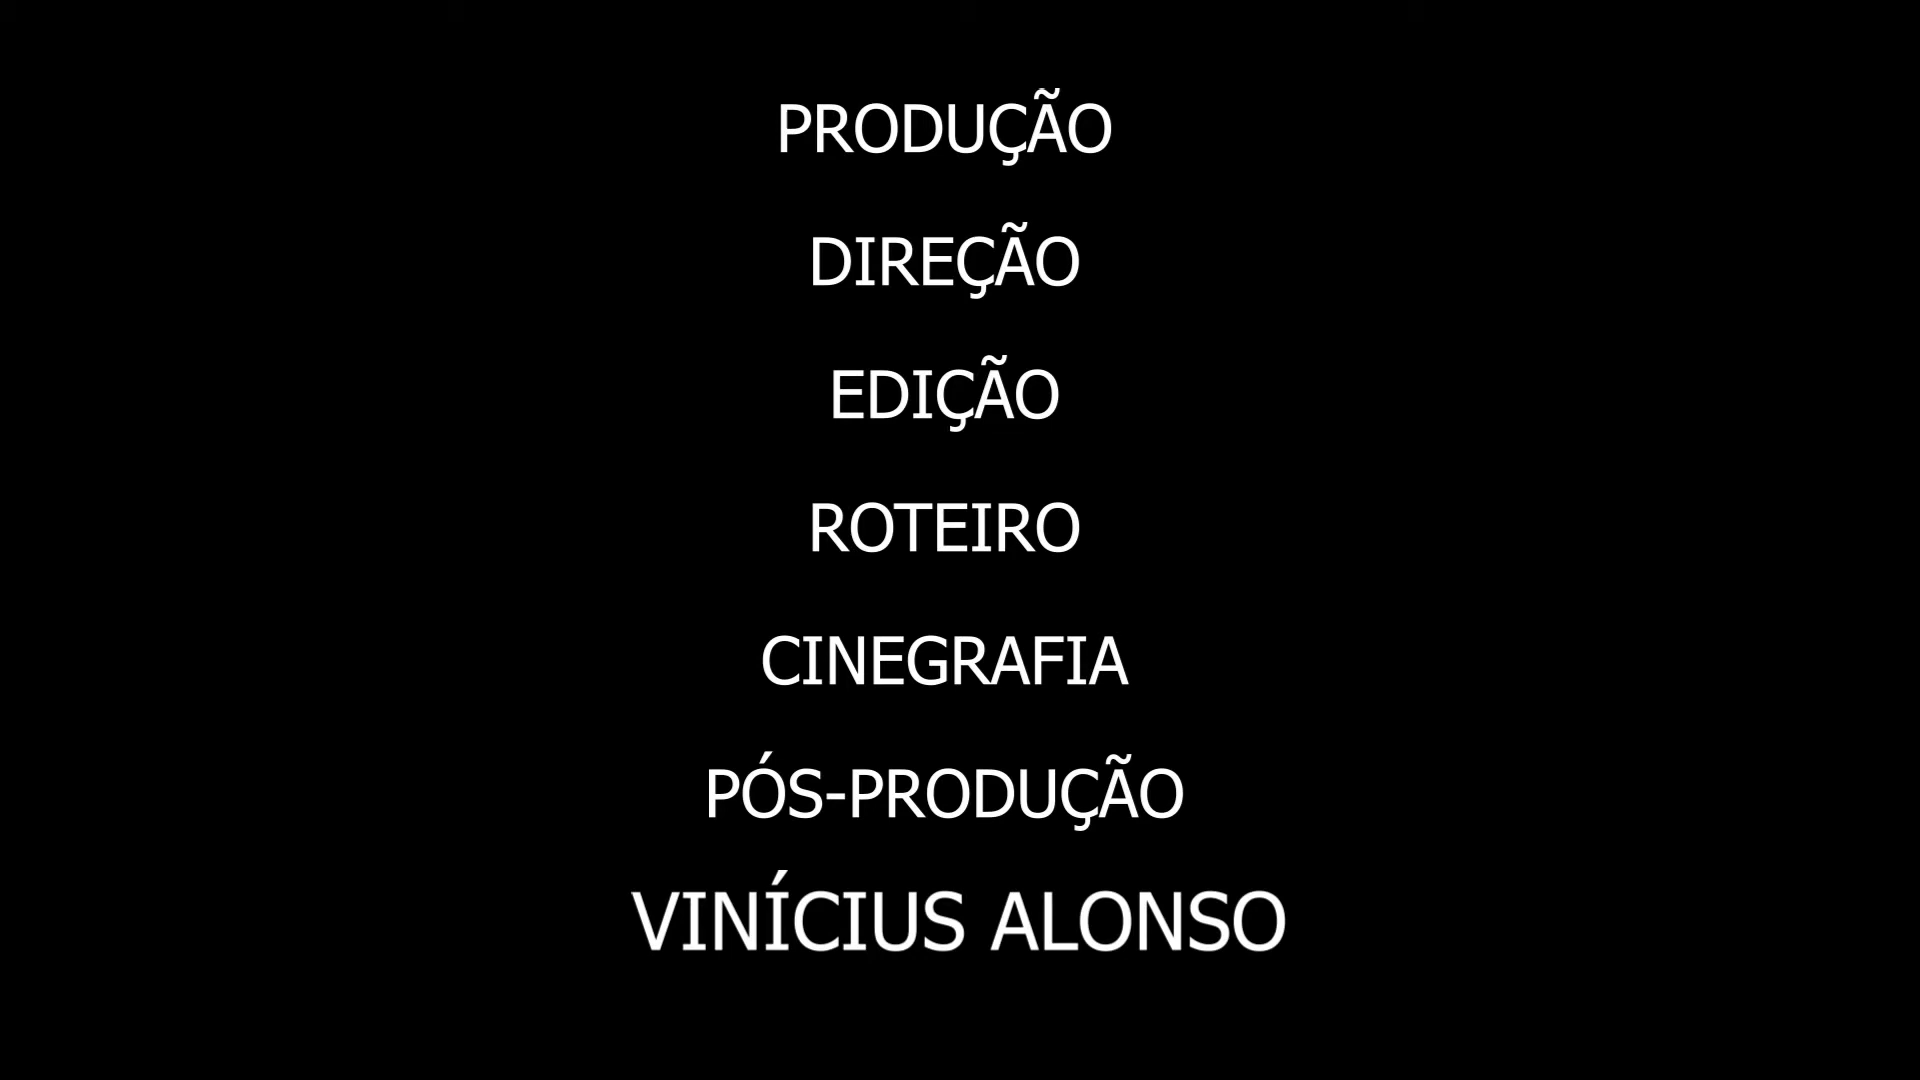 PRODUÇÃO
DIREÇÃO
EDIÇÃO
ROTEIRO
CINEGRAFIA
PÓS-PRODUÇÃO
VINÍCIUS ALONSO